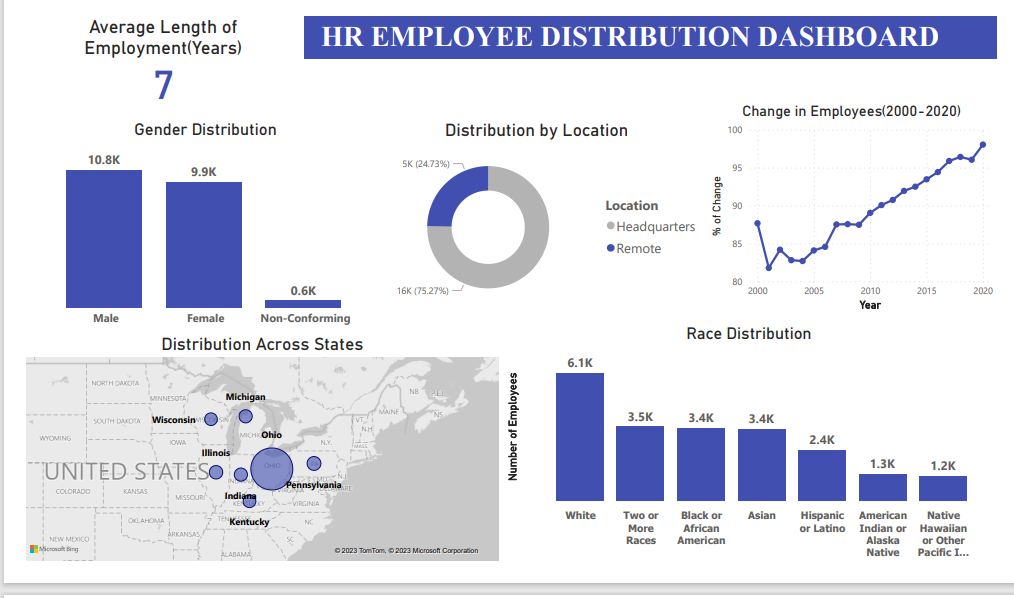 Average Length of
Employment(Years)
7
HR EMPLOYEE DISTRIBUTION DASHBOARD
Gender Distribution
10.8K
9.9K
0.6K
Male
Female
Non-Conforming
Distribution by Location
5K (24.73%)
16K (75.27%)
Location
Headquarters
Remote
Change in Employees(2000-2020)
% of Change
100
95
90
85
80
2000
2005
2010
2015
2020
Year
Distribution Across States
NORTH DAKOTA
MINNESOTA
SOUTH DAKOTA
WYOMING
IOWA
UNITED STATES
COLORADO
KANSAS
MISSOURI
OKLAHOMA
ARKANSAS
NEW MEXICO
ALABAMA
VIRGINIA
NC
SC
N.Y.
VT.
N.H.
MAINE
NB
P.E.I.
NS
OHIO
Michigan
Wisconsin
Ohio
Illinois
Pennsylvania
Indiana
Kentucky
Microsoft Bing
© 2023 TomTom, © 2023 Microsoft Corporation
Race Distribution
Number of Employees
6.1K
3.5K
3.4K
3.4K
2.4K
1.3K
1.2K
White
Two or
More
Races
Black or
African
American
Asian
Hispanic
or Latino
American
Indian or
Alaska
Native
Native
Hawaiian
or Other
Pacific I...